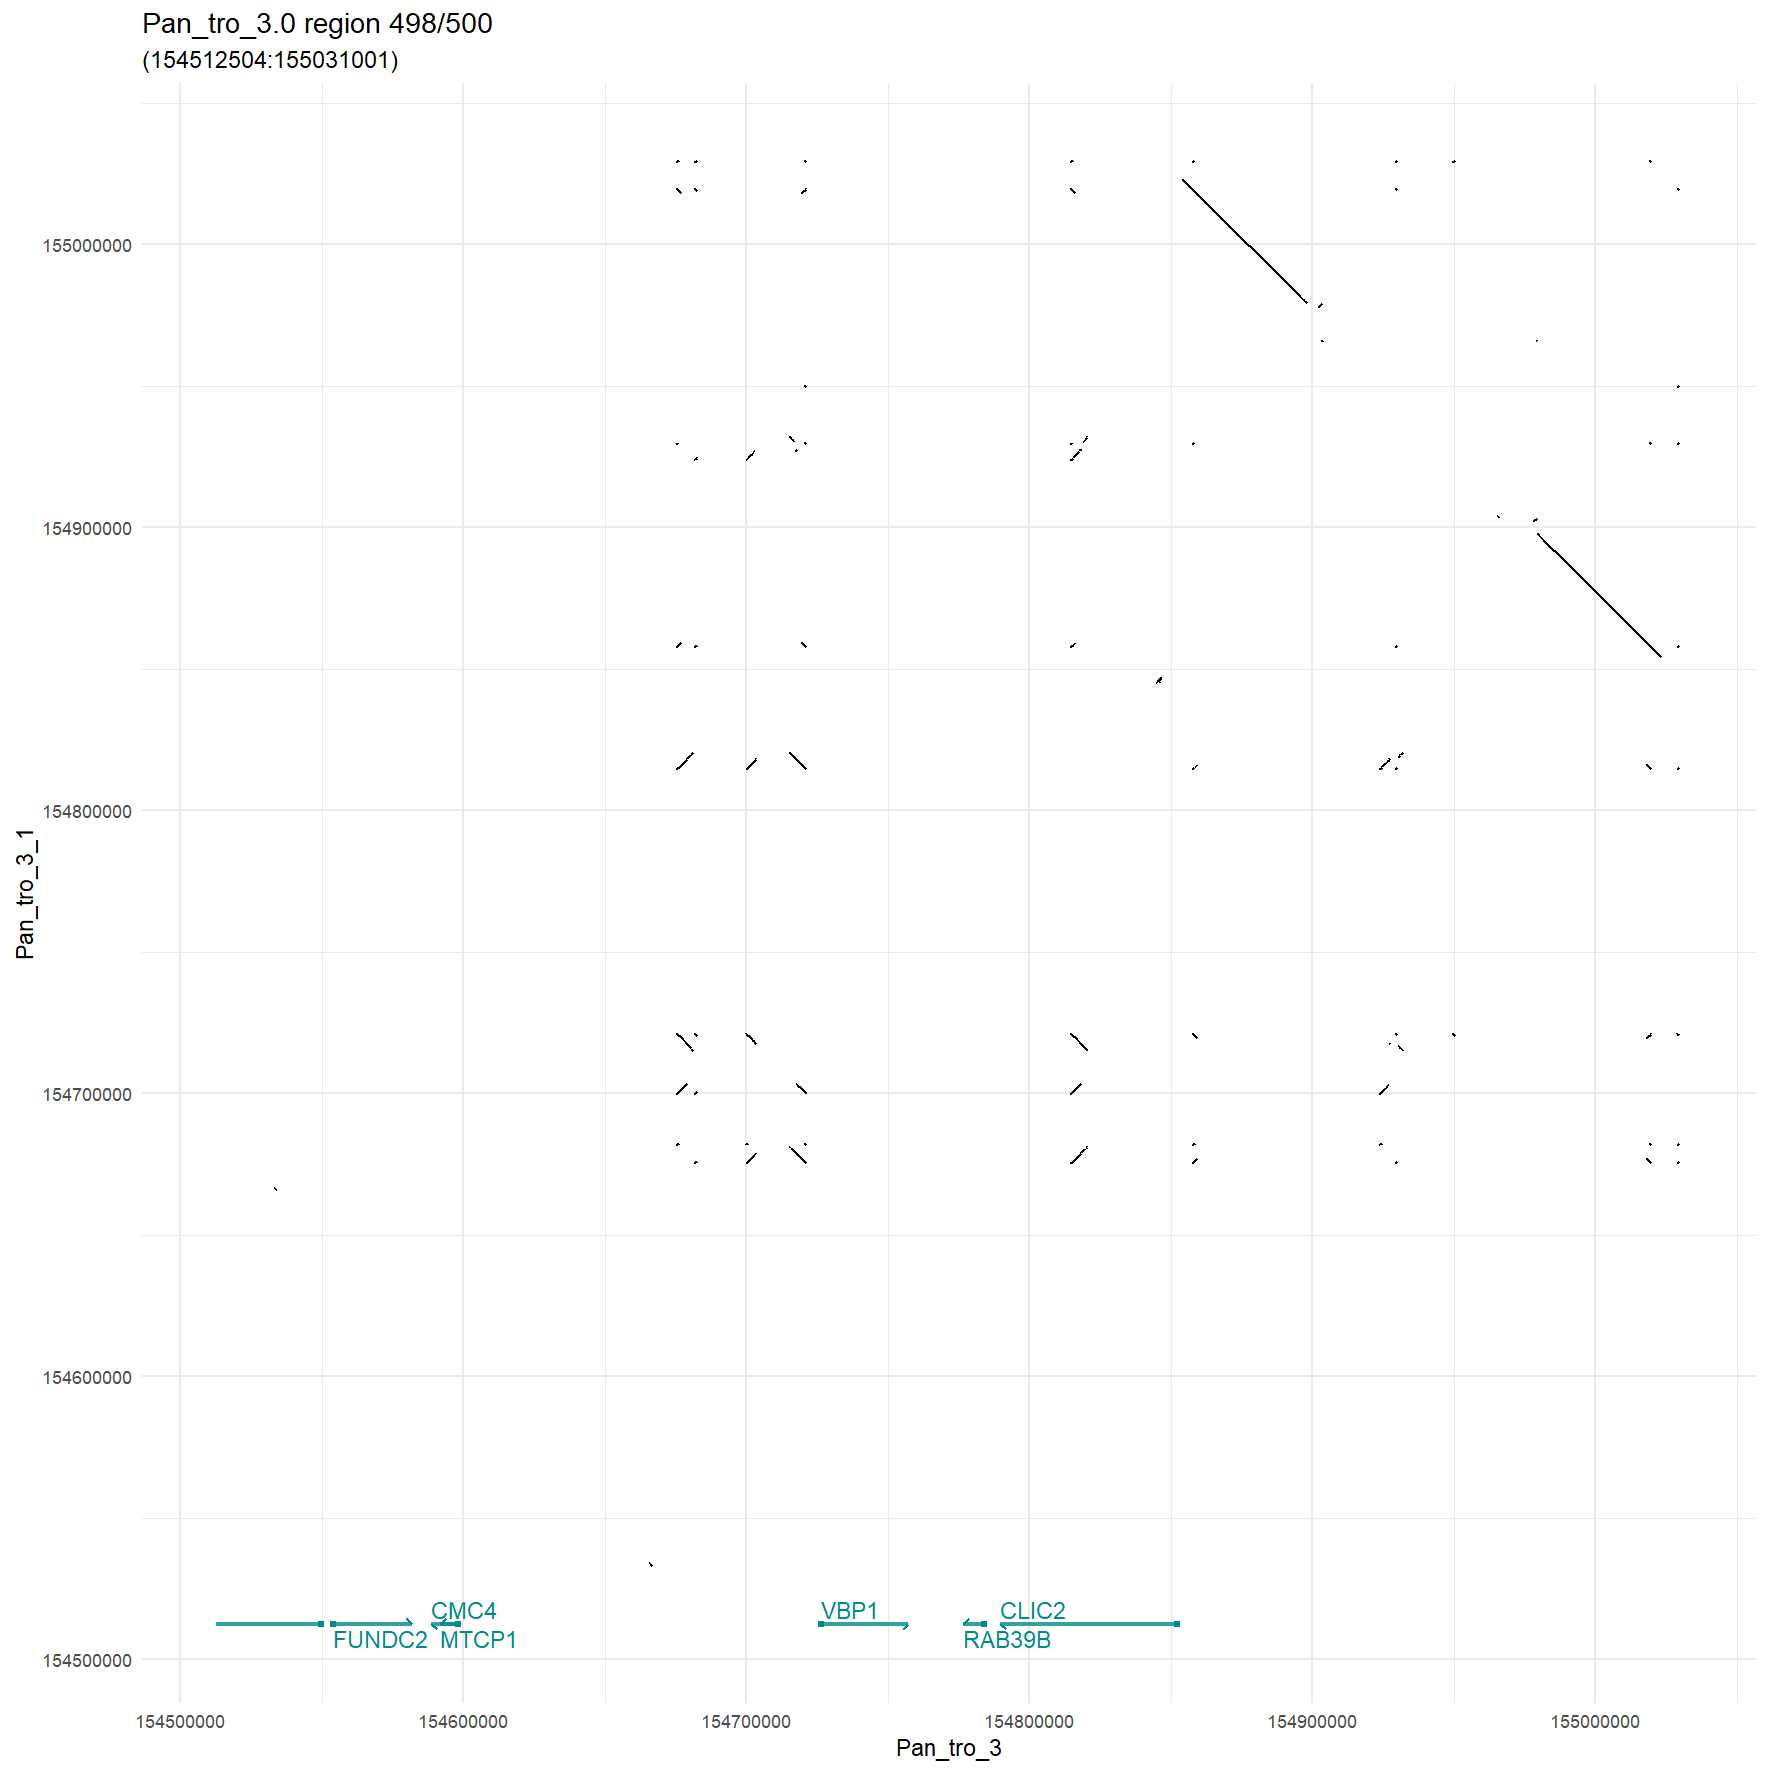 Pan_tro_3.0 region 498/500
(154512504:155031001)
155000000
154900000
154800000
154700000
154600000
154500000
Pan_tro_3_1
CMC4
VBP1
CLIC2
FUNDC2
MTCP1
RAB39B
154500000
154600000
154700000
154800000
154900000
155000000
Pan_tro_3